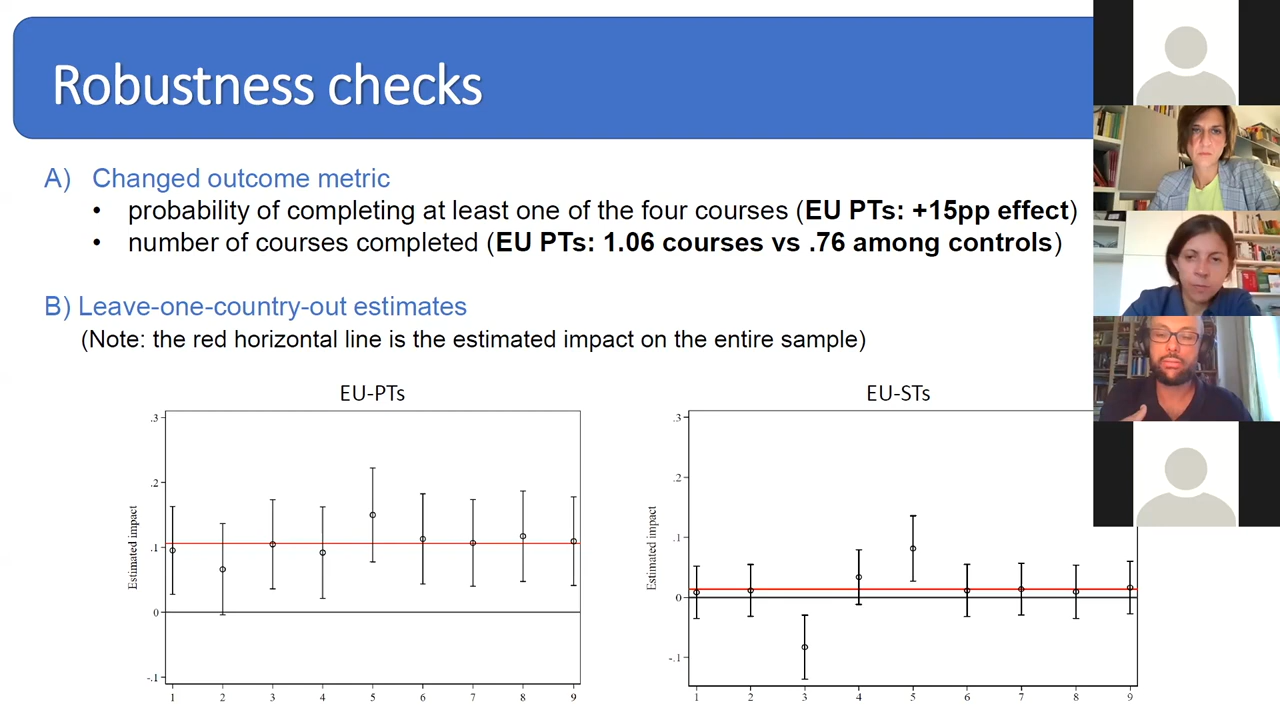 Robustness checks
A) Changed outcome metric
• probability of completing at least one of the four courses (EU PTs: +15pp effect)
• number of courses completed (EU PTs: 1.06 courses vs .76 among controls)
B) Leave-one-country-out estimates
(Note: the red horizontal line is the estimated impact on the entire sample)
EU-PTs
Estimated impact
.3
.2
.1
0
-.1
1 2 3 4 5 6 7 8 9
EU-STs
Estimated impact
.3
.2
.1
0
-.1
1 2 3 4 5 6 7 8 9